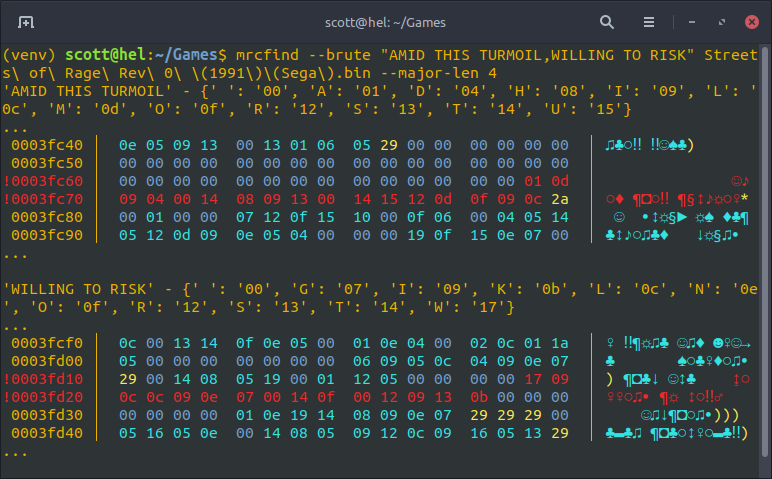 scott@hel: ~/Games
(venv) scott@hel:~/Games$ mrcfind --brute "AMID THIS TURMOIL,WILLING TO RISK" Street
s\ of\ Rage\ Rev\ 0\ \(1991\)\(Sega\).bin --major-len 4
'AMID THIS TURMOIL' - {' ': '00', 'A': '01', 'D': '04', 'H': '08', 'I': '09', 'L': '
0c', 'M': '0d', 'O': '0f', 'R': '12', 'S': '13', 'T': '14', 'U': '15'}
...
0003fc40 │ 0e 05 09 13 00 13 01 06 05 29 00 00 00 00 00 00 │ ♫♣○‼ ‼☺♠♣)
0003fc50 │ 00 00 00 00 00 00 00 00 00 00 00 00 00 00 00 00 │
!0003fc60 │ 00 00 00 00 00 00 00 00 00 00 00 00 00 00 01 0d │ ☺♪
!0003fc70 │ 09 04 00 14 08 09 13 00 14 15 12 0d 0f 09 0c 2a │ ○♦ ¶◘○‼ ¶§↕♪☼○♀*
0003fc80 │ 00 01 00 00 07 12 0f 15 10 00 0f 06 00 04 05 14 │ ☺  •↕☼§► ☼♠ ♦♣¶
0003fc90 │ 05 12 0d 09 0e 05 04 00 00 00 19 0f 15 0e 07 00 │ ♣↕♪○♫♣♦   ↓☼§♫•
...
'WILLING TO RISK' - {' ': '00', 'G': '07', 'I': '09', 'K': '0b', 'L': '0c', 'N': '0e
', 'O': '0f', 'R': '12', 'S': '13', 'T': '14', 'W': '17'}
...
0003fcf0 │ 0c 00 13 14 0f 0e 05 00 01 0e 04 00 02 0c 01 1a │ ♀ ‼¶☼♫♣ ☺♫♦ ☻♀☺→
0003fd00 │ 05 00 00 00 00 00 00 00 06 09 05 0c 04 09 0e 07 │ ♣       ♠○♣♀♦○♫•
!0003fd10 │ 29 00 14 08 05 19 00 01 12 05 00 00 00 00 17 09 │ ) ¶◘♣↓ ☺↕♣    ↨○
!0003fd20 │ 0c 0c 09 0e 07 00 14 0f 00 12 09 13 0b 00 00 00 │ ♀♀○♫• ¶☼ ↕○‼♂
0003fd30 │ 00 00 00 00 01 0e 19 14 08 09 0e 07 29 29 29 00 │ ☺♫↓¶◘○♫•)))
0003fd40 │ 05 16 05 0e 00 14 08 05 09 12 0c 09 16 05 13 29 │ ♣▬♣♫ ¶◘♣○↕♀○▬♣‼)
...